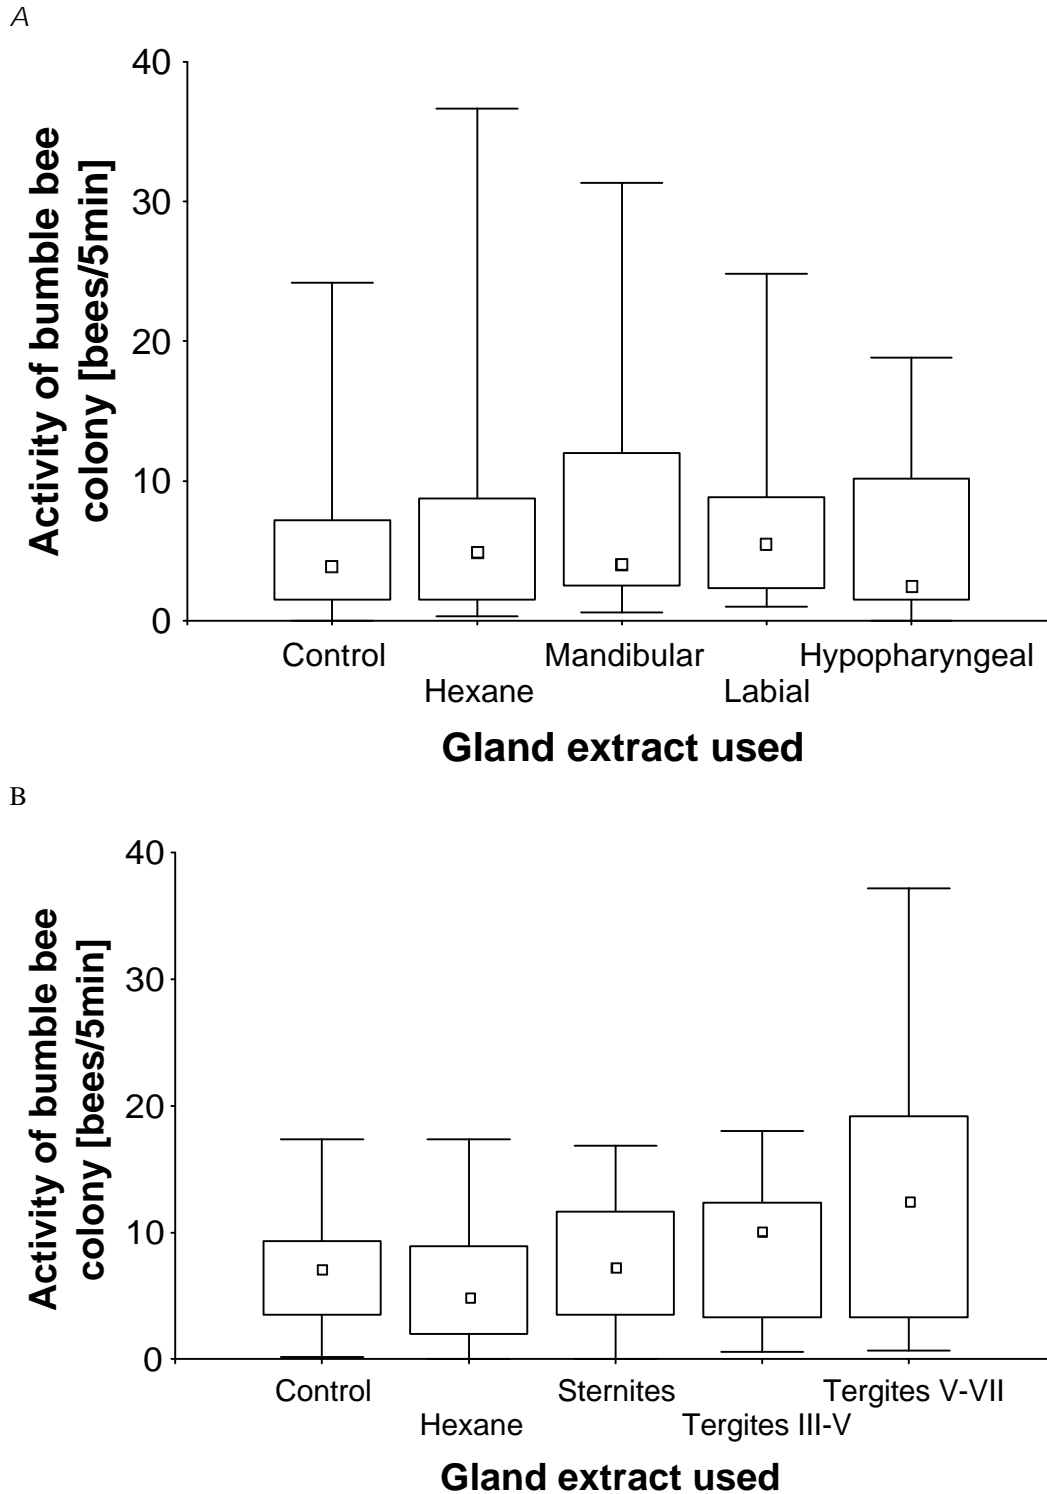 A
40
30
20
10
0
Activity of bumble bee
colony [bees/5min]
Control
Hexane
Mandibular
Labial
Hypopharyngeal
Gland extract used
B
40
30
20
10
0
Activity of bumble bee
colony [bees/5min]
Control
Hexane
Sternites
Tergites III-V
Tergites V-VII
Gland extract used